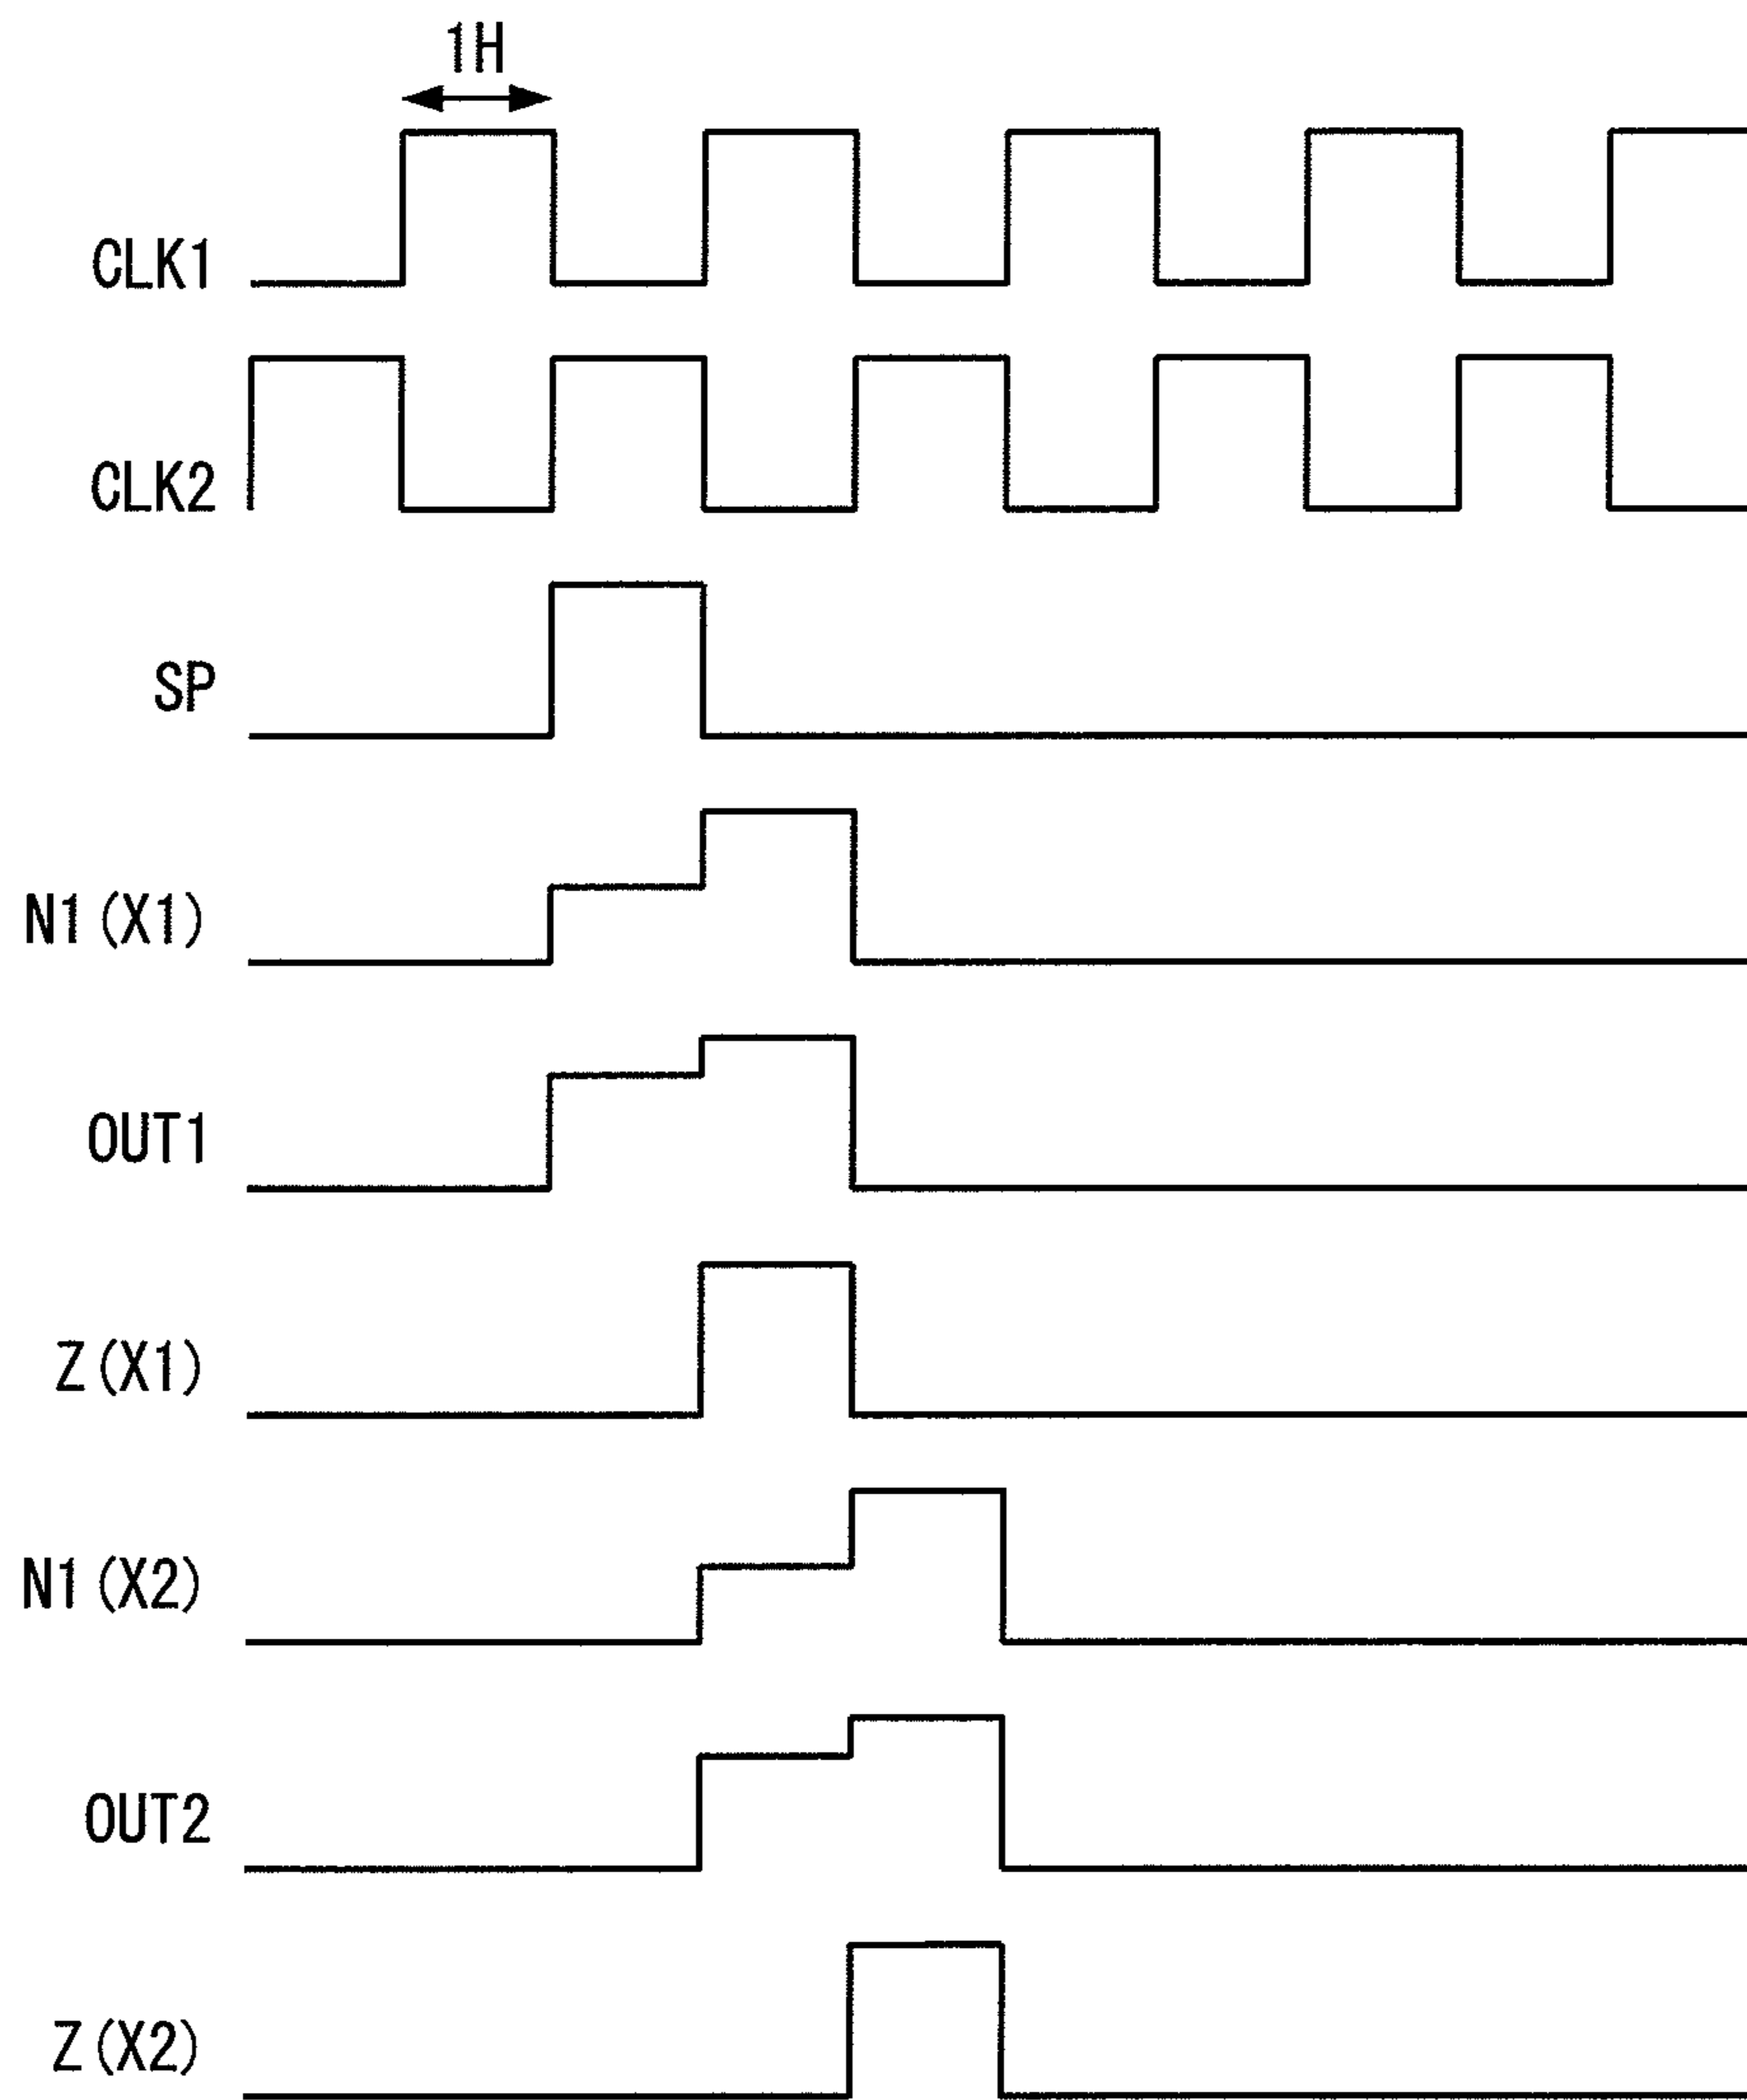 1H
CLK1
CLK2
SP
N1(X1)
OUT1
Z(X1)
N1(X2)
OUT2
Z(X2)